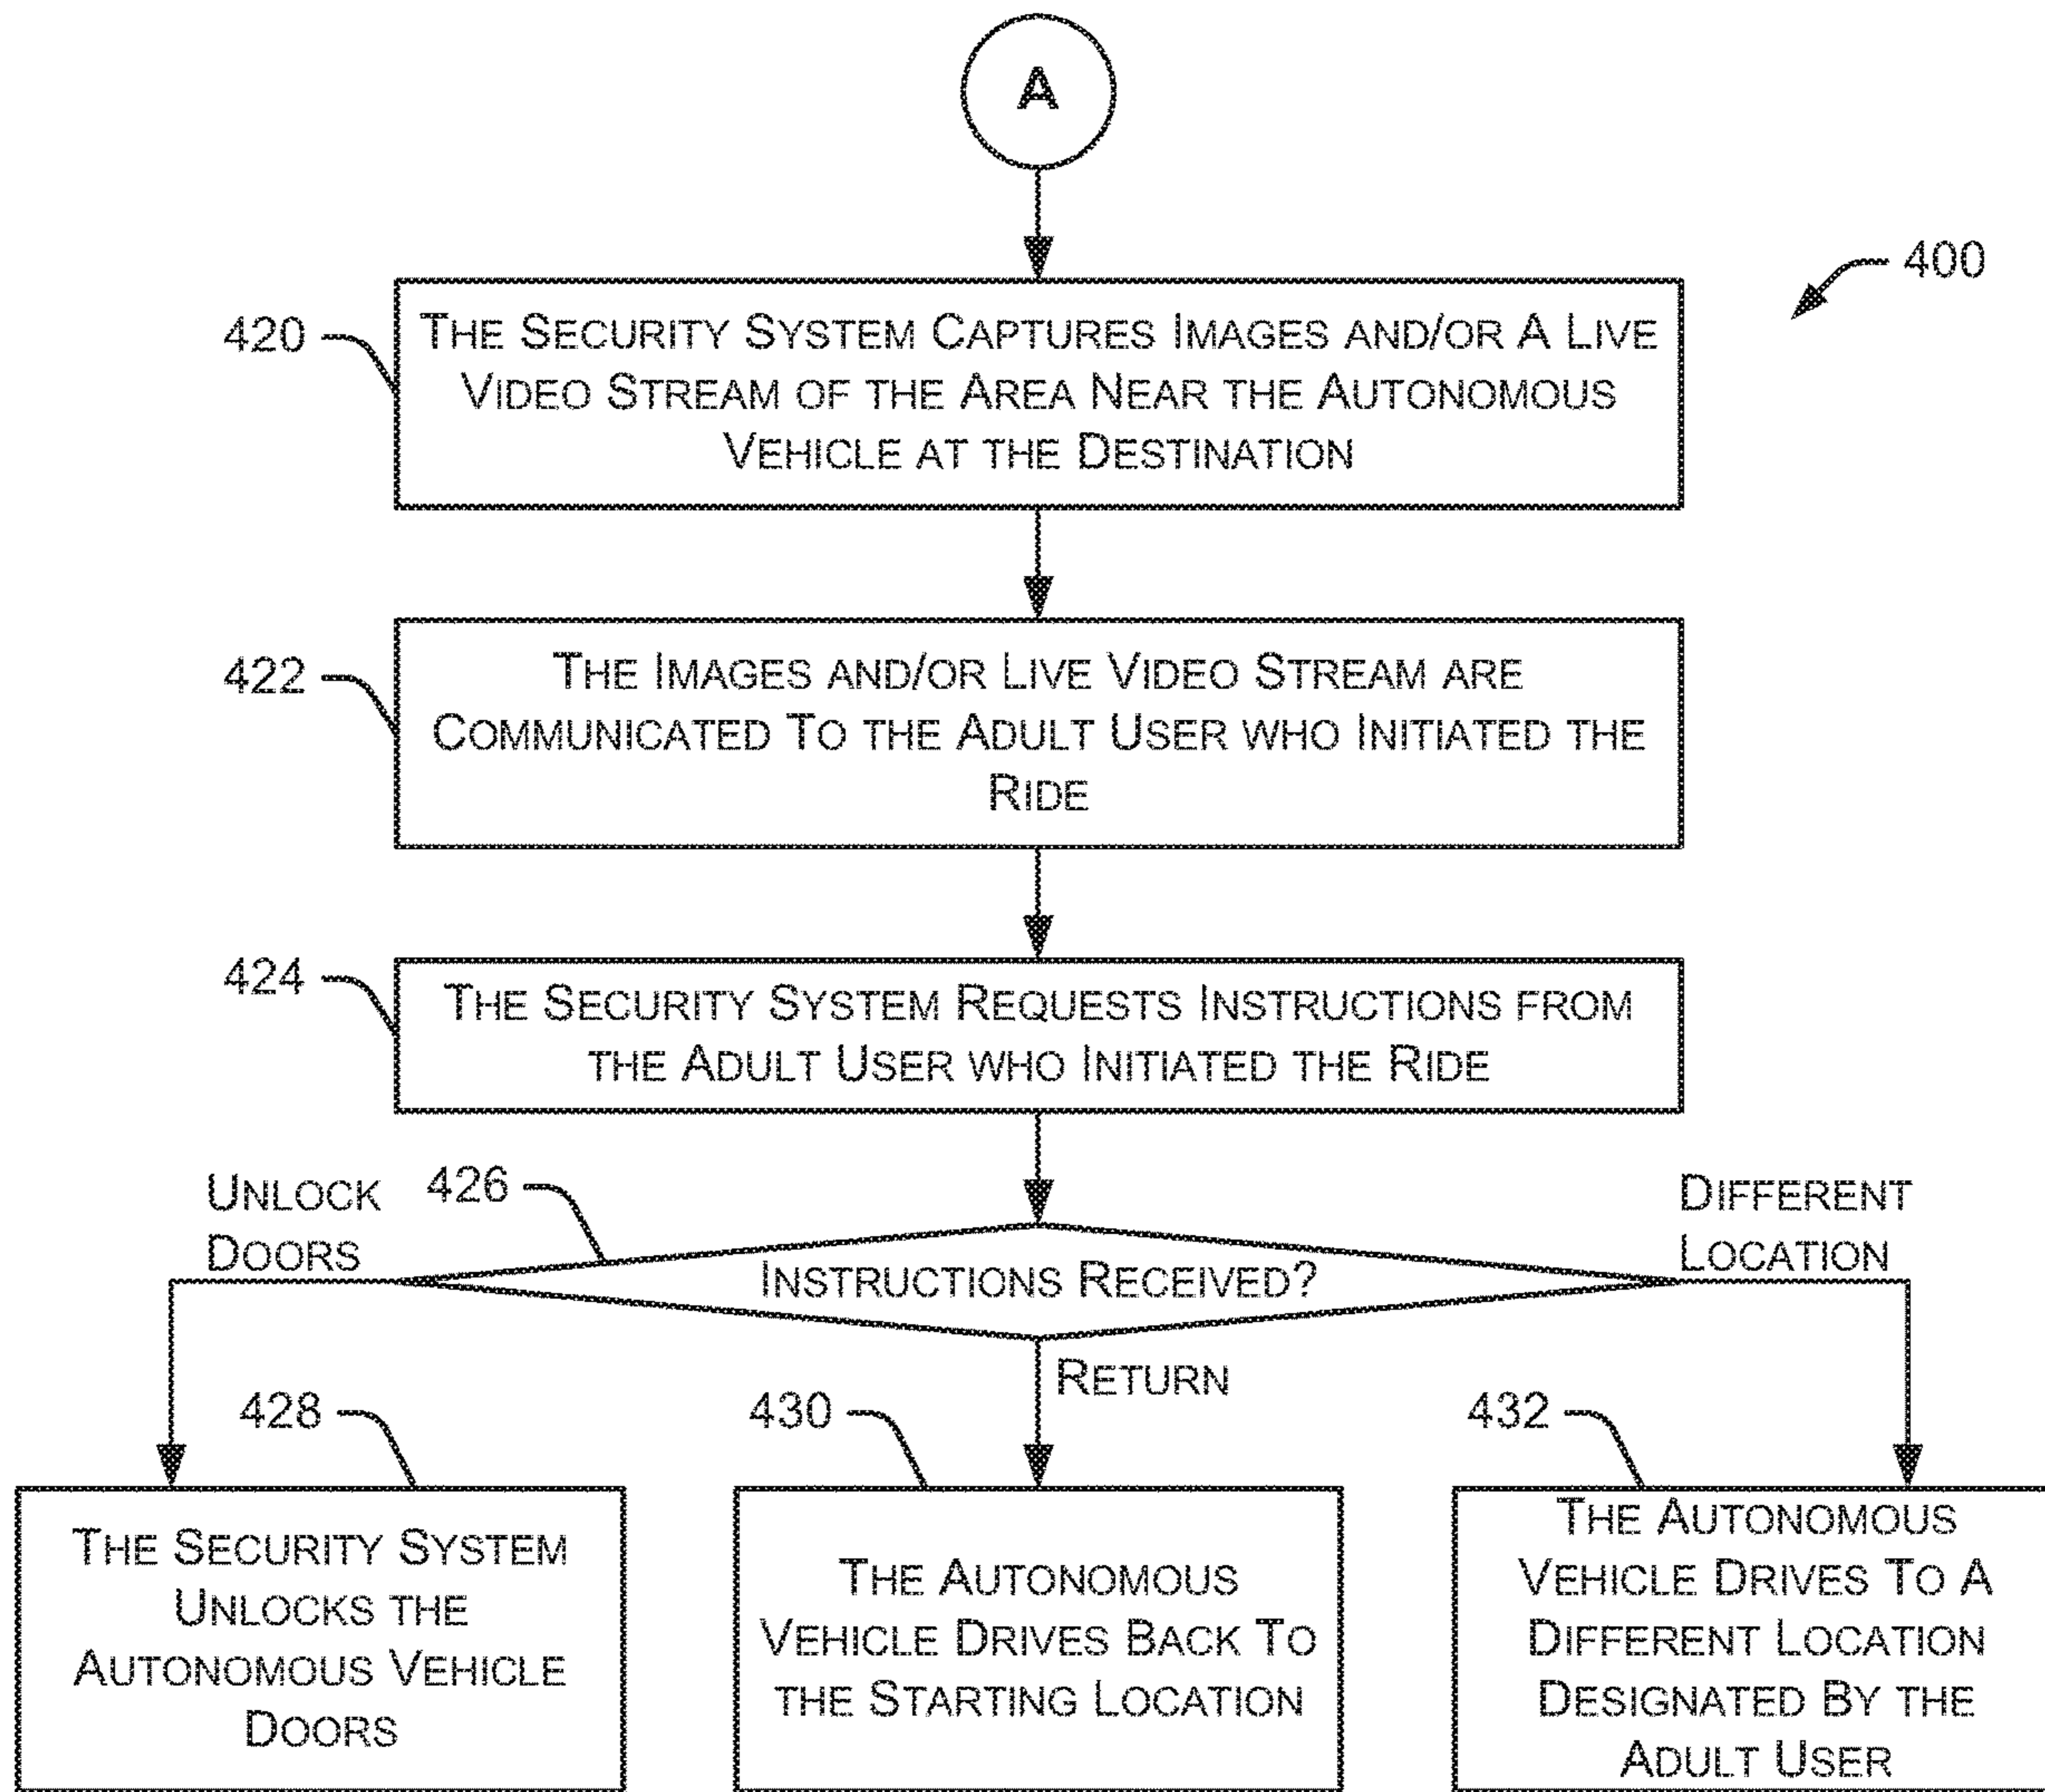 A
400
420
The Security System Captures Images and/or A Live
Video Stream of the Area Near the Autonomous
Vehicle at the Destination
422
The Images and/or Live Video Stream are
Communicated To the Adult User who Initiated the
Ride
424
The Security System Requests Instructions from
the Adult User who Initiated the Ride
Unlock
Doors
426
Different
Location
Instructions Received?
Return
428
430
432
The Security System
Unlocks the
Autonomous Vehicle
Doors
The Autonomous
Vehicle Drives Back To
the Starting Location
The Autonomous
Vehicle Drives To A
Different Location
Designated By the
Adult User